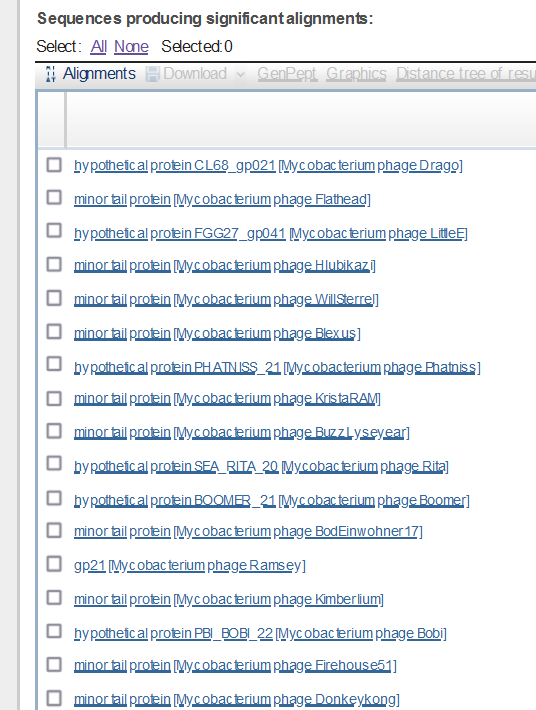 Sequences producing significant alignments:
Select: All None Selected:0
Alignments Download GenPept Graphics Distance tree of resu
hypothetical protein CL68_gp021 [Mycobacterium phage Drago]
minor tail protein [Mycobacterium phage Flathead]
hypothetical protein FGG27_gp041 [Mycobacterium phage LittleE]
minor tail protein [Mycobacterium phage Hlubikazi]
minor tail protein [Mycobacterium phage WillSterrel]
minor tail protein [Mycobacterium phage Blexus]
hypothetical protein PHATNISS_21 [Mycobacterium phage Phatniss]
minor tail protein [Mycobacterium phage KristaRAM]
minor tail protein [Mycobacterium phage BuzzLyseyear]
hypothetical protein SEA_RITA_20 [Mycobacterium phage Rita]
hypothetical protein BOOMER_21 [Mycobacterium phage Boomer]
minor tail protein [Mycobacterium phage BodEinwohner17]
gp21 [Mycobacterium phage Ramsey]
minor tail protein [Mycobacterium phage Kimberlium]
hypothetical protein PBI_BOBI_22 [Mycobacterium phage Bobi]
minor tail protein [Mycobacterium phage Firehouse51]
minor tail protein [Mycobacterium phage Donkeykong]